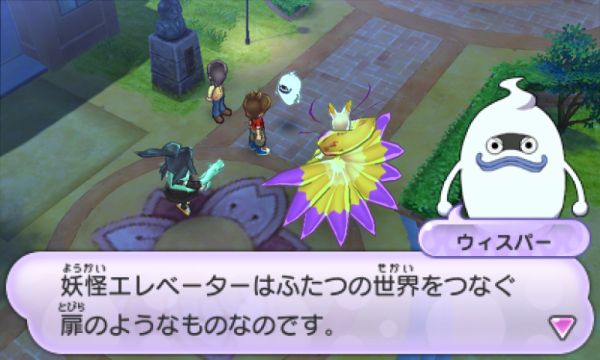 ウィスパー
妖怪エレベーターはふたつの世界をつなぐ
扉のようなものなのです。